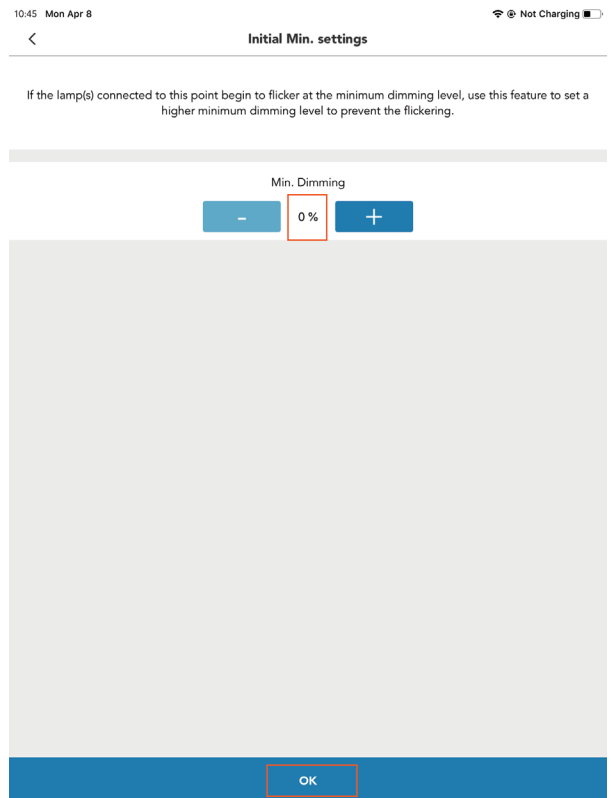 10:45 Mon Apr 8
Not Charging
Initial Min. settings
If the lamp(s) connected to this point begin to flicker at the minimum dimming level, use this feature to set a
higher minimum dimming level to prevent the flickering.
Min. Dimming
- 0 % +
OK